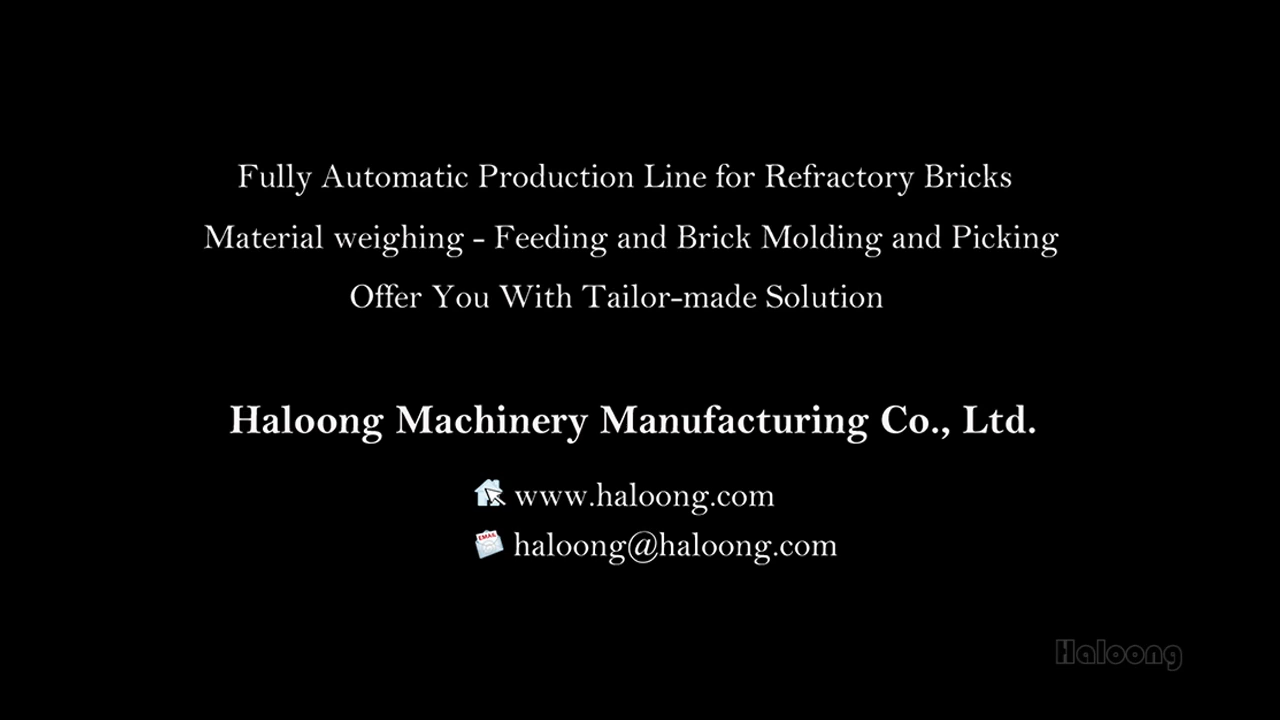 Fully Automatic Production Line for Refractory Bricks
Material weighing - Feeding and Brick Molding and Picking
Offer You With Tailor-made Solution
Haloong Machinery Manufacturing Co., Ltd.
www.haloong.com
EMAIL
haloong@haloong.com
Haloong